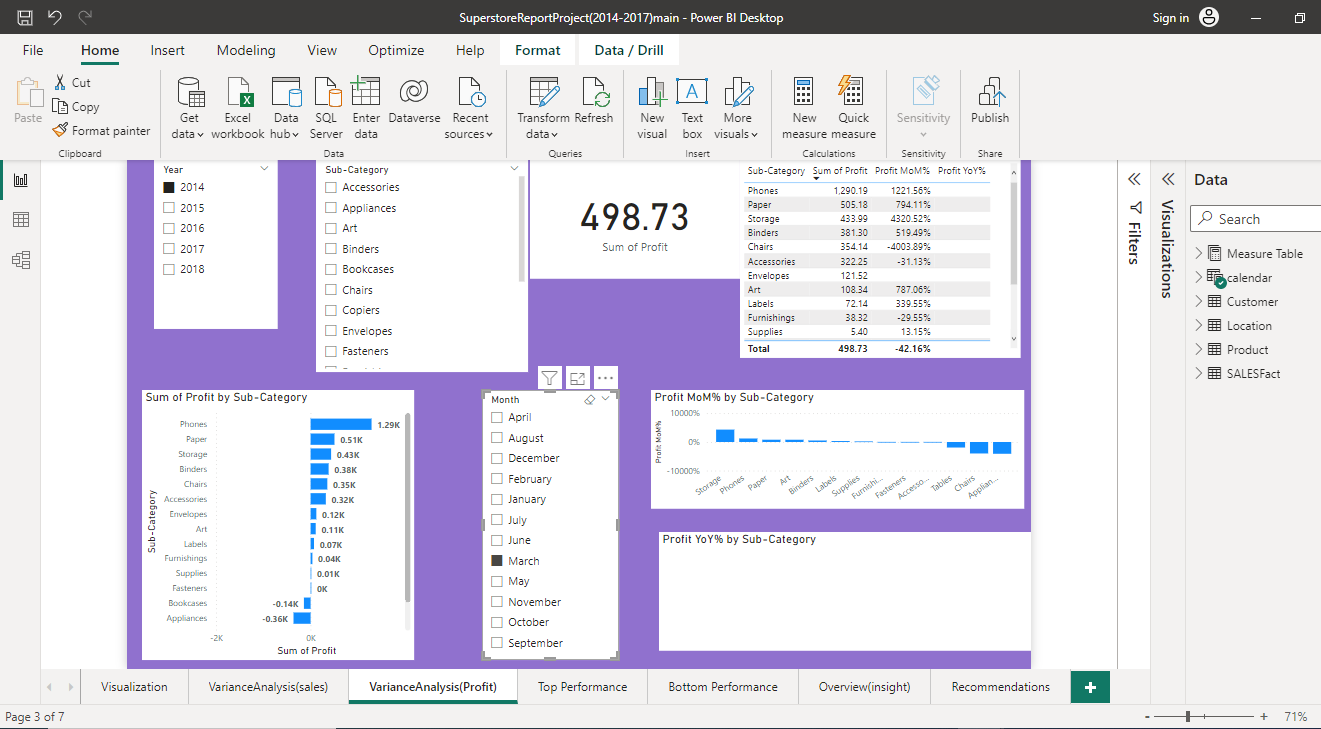 SuperstoreReportProject(2014-2017)main - Power BI Desktop
Sign in
File Home Insert Modeling View Optimize Help Format Data / Drill
Paste
Cut
Copy
Format painter
Clipboard
Get data
Excel workbook
Data hub
SQL Server
Enter data
Dataverse
Recent sources
Data
Transform data
Refresh
Queries
New visual
Text box
More visuals
Insert
New measure
Quick measure
Calculations
Sensitivity
Sensitivity
Publish
Share
Year
2014
2015
2016
2017
2018
Sub-Category
Accessories
Appliances
Art
Binders
Bookcases
Chairs
Copiers
Envelopes
Fasteners
498.73
Sum of Profit
Sub-Category Sum of Profit Profit MoM% Profit YoY%
Phones 1,290.19 1221.56%
Paper 505.18 794.11%
Storage 433.99 4320.52%
Binders 381.30 519.49%
Chairs 354.14 -4003.89%
Accessories 322.25 -31.13%
Envelopes 121.52
Art 108.34 787.06%
Labels 72.14 339.55%
Furnishings 38.32 -29.55%
Supplies 5.40 13.15%
Total 498.73 -42.16%
Sum of Profit by Sub-Category
Sub-Category
Phones 1.29K
Paper 0.51K
Storage 0.43K
Binders 0.38K
Chairs 0.35K
Accessories 0.32K
Envelopes 0.12K
Art 0.11K
Labels 0.07K
Furnishings 0.04K
Supplies 0.01K
Fasteners 0K
Bookcases -0.14K
Appliances -0.36K
-2K 0K
Sum of Profit
Month
April
August
December
February
January
July
June
March
May
November
October
September
Profit MoM% by Sub-Category
Profit MoM%
10000%
0%
-10000%
Storage Phones Paper Art Binders Labels Supplies Furnishi... Fasteners Accesso... Tables Chairs Applian...
Profit YoY% by Sub-Category
Filters
Visualizations
Data
Search
Measure Table
calendar
Customer
Location
Product
SALESFact
Visualization VarianceAnalysis(sales) VarianceAnalysis(Profit) Top Performance Bottom Performance Overview(insight) Recommendations +
Page 3 of 7
- + 71%